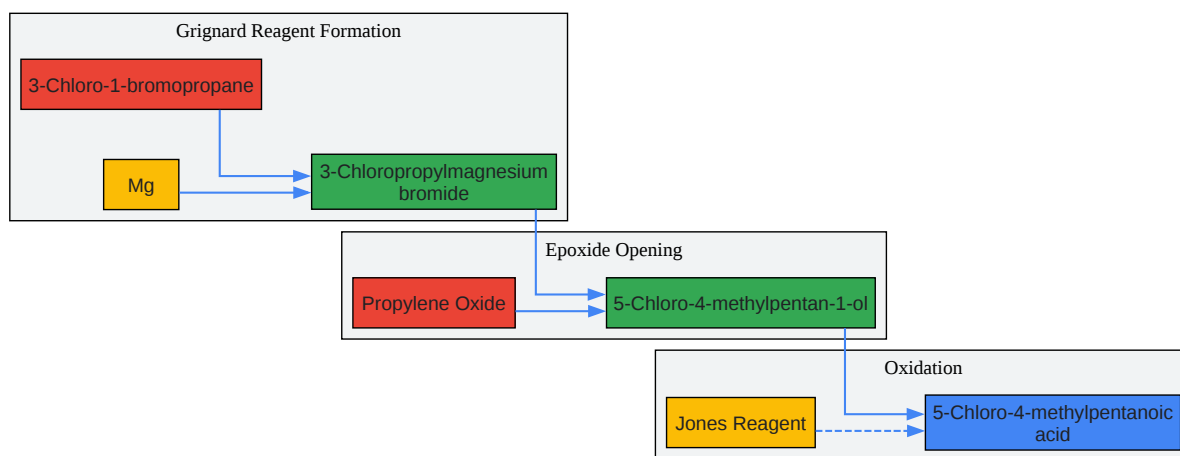 Grignard Reagent Formation
3-Chloro-1-bromopropane
Mg
3-Chloropropylmagnesium
bromide
Epoxide Opening
Propylene Oxide
5-Chloro-4-methylpentan-1-ol
Oxidation
Jones Reagent
5-Chloro-4-methylpentanoic
acid